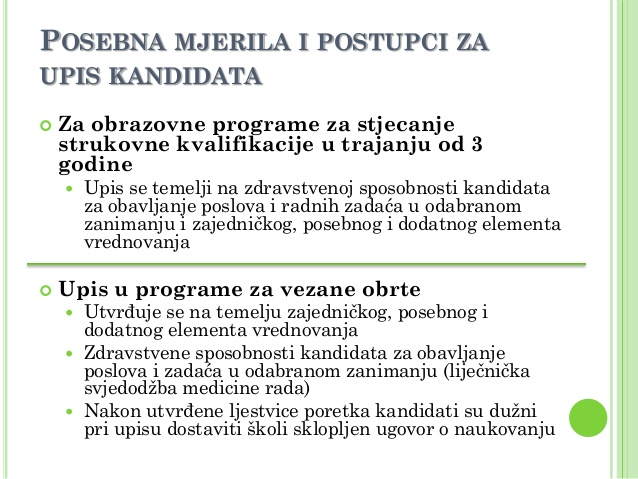 POSEBNA MJERILA I POSTUPCI ZA
UPIS KANDIDATA
Za obrazovne programe za stjecanje
strukovne kvalifikacije u trajanju od 3
godine
Upis se temelji na zdravstvenoj sposobnosti kandidata
za obavljanje poslova i radnih zadaća u odabranom
zanimanju i zajedničkog, posebnog i dodatnog elementa
vrednovanja
Upis u programe za vezane obrte
Utvrđuje se na temelju zajedničkog, posebnog i
dodatnog elementa vrednovanja
Zdravstvene sposobnosti kandidata za obavljanje
poslova i zadaća u odabranom zanimanju (liječnička
svjedodžba medicine rada)
Nakon utvrđene ljestvice poretka kandidati su dužni
pri upisu dostaviti školi sklopljen ugovor o naukovanju